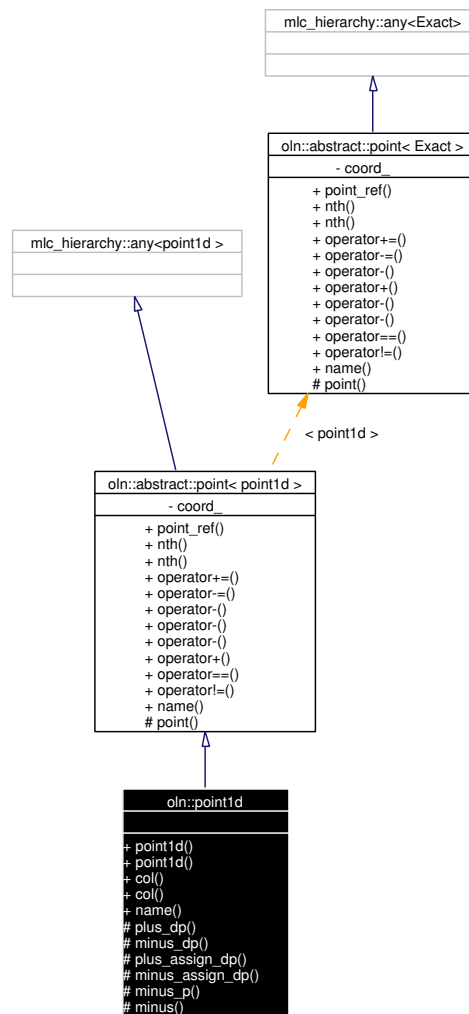 mlc_hierarchy::any<Exact>
oln::abstract::point< Exact >
- coord_
+ point_ref()
+ nth()
+ nth()
+ operator+=()
+ operator-=()
+ operator-()
+ operator+()
+ operator-()
+ operator-()
+ operator==()
+ operator!=()
+ name()
# point()
mlc_hierarchy::any<point1d >
< point1d >
oln::abstract::point< point1d >
- coord_
+ point_ref()
+ nth()
+ nth()
+ operator+=()
+ operator-=()
+ operator-()
+ operator-()
+ operator-()
+ operator+()
+ operator==()
+ operator!=()
+ name()
# point()
oln::point1d
+ point1d()
+ point1d()
+ col()
+ col()
+ name()
# plus_dp()
# minus_dp()
# plus_assign_dp()
# minus_assign_dp()
# minus_p()
# minus()